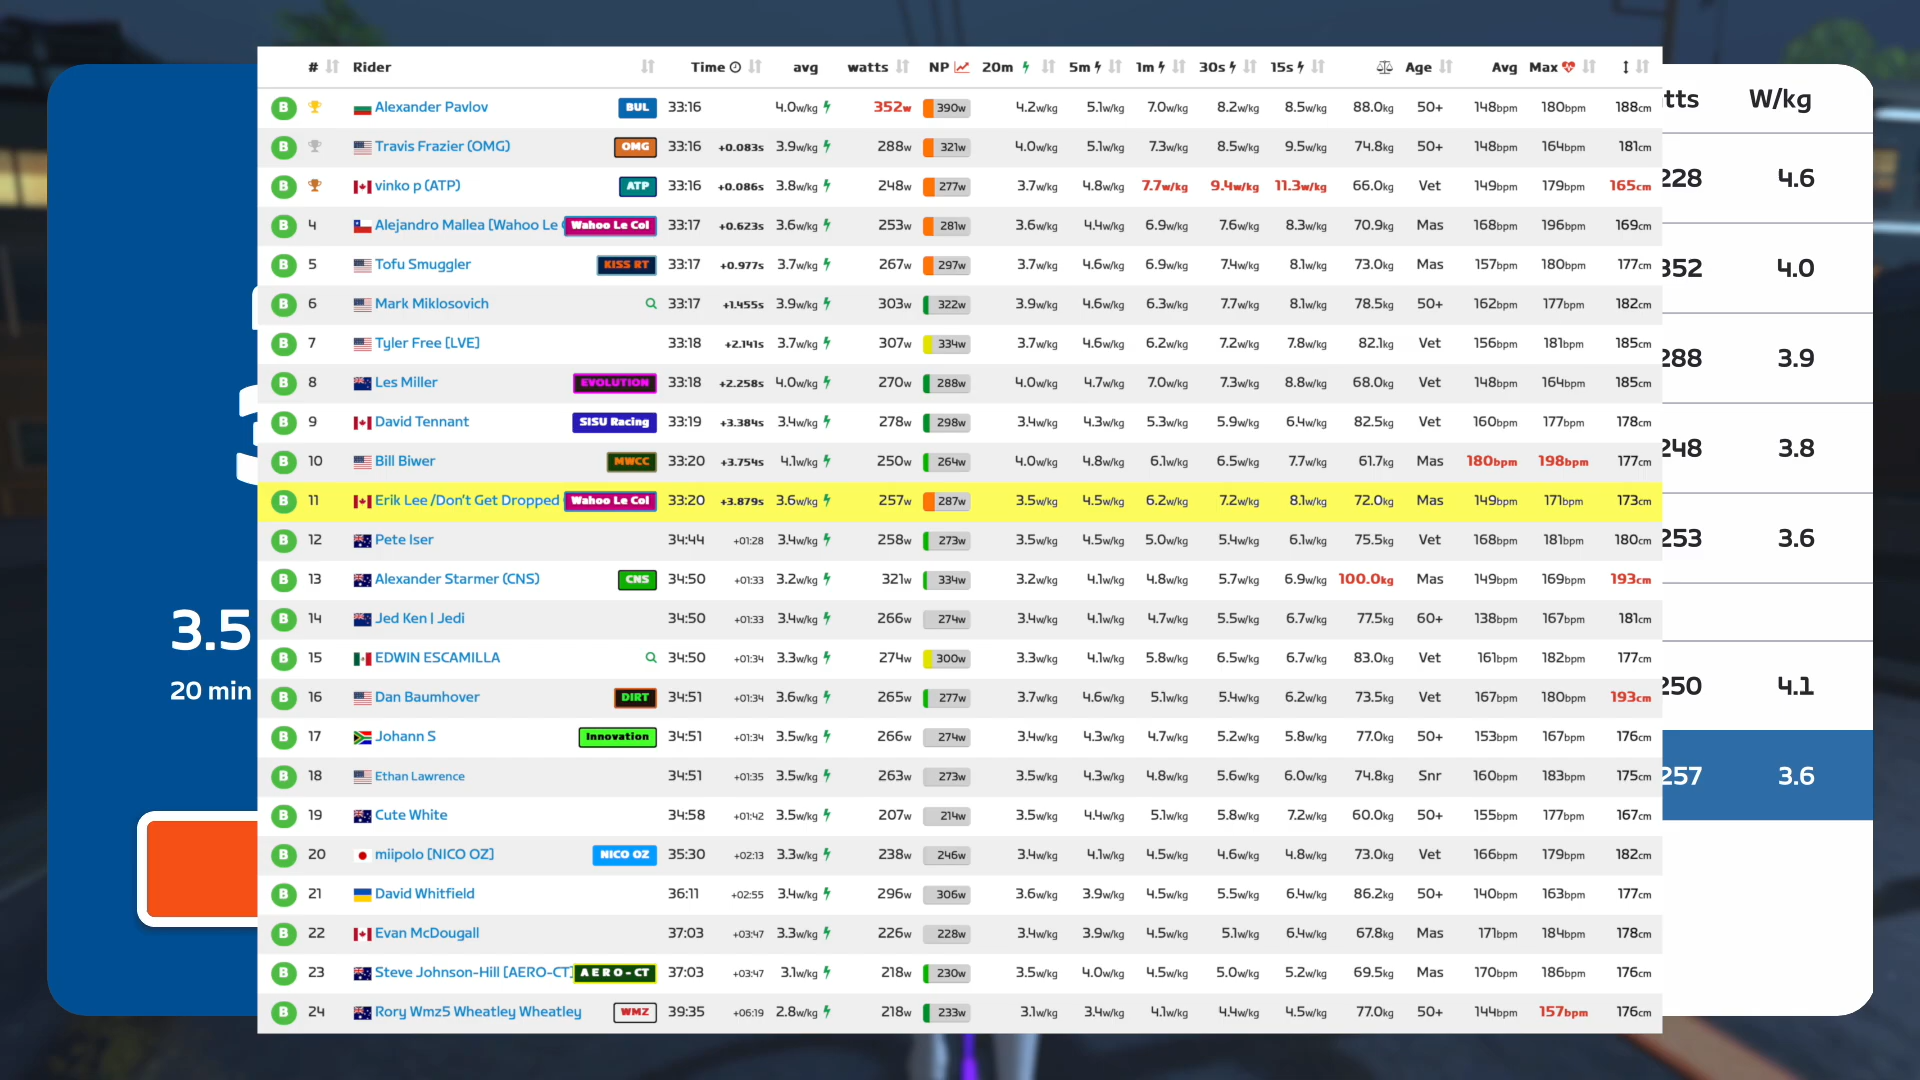 # Rider Time avg watts NP 20m 5m 1m 30s 15s Age Avg Max
B Alexander Pavlov BUL 33:16 4.0w/kg 352w 390w 4.2w/kg 5.1w/kg 7.0w/kg 8.2w/kg 8.5w/kg 88.0kg 50+ 148bpm 180bpm 188cm
B Travis Frazier (OMG) OMG 33:16 +0.083s 3.9w/kg 288w 321w 4.0w/kg 5.1w/kg 7.3w/kg 8.5w/kg 9.5w/kg 74.8kg 50+ 148bpm 164bpm 181cm
B vinko p (ATP) ATP 33:16 +0.086s 3.8w/kg 248w 277w 3.7w/kg 4.8w/kg 7.7w/kg 9.4w/kg 11.3w/kg 66.0kg Vet 149bpm 179bpm 165cm
B 4 Alejandro Mallea [Wahoo Le Wahoo Le Col 33:17 +0.623s 3.6w/kg 253w 281w 3.6w/kg 4.4w/kg 6.9w/kg 7.6w/kg 8.3w/kg 70.9kg Mas 168bpm 196bpm 169cm
B 5 Tofu Smuggler KISS RT 33:17 +0.977s 3.7w/kg 267w 297w 3.7w/kg 4.6w/kg 6.9w/kg 7.4w/kg 8.1w/kg 73.0kg Mas 157bpm 180bpm 177cm
B 6 Mark Miklosovich 33:17 +1.455s 3.9w/kg 303w 322w 3.9w/kg 4.6w/kg 6.3w/kg 7.7w/kg 8.1w/kg 78.5kg 50+ 162bpm 177bpm 182cm
B 7 Tyler Free [LVE] 33:18 +2.141s 3.7w/kg 307w 334w 3.7w/kg 4.6w/kg 6.2w/kg 7.2w/kg 7.8w/kg 82.1kg Vet 156bpm 181bpm 185cm
B 8 Les Miller EVOLUTION 33:18 +2.258s 4.0w/kg 270w 288w 4.0w/kg 4.7w/kg 7.0w/kg 7.3w/kg 8.8w/kg 68.0kg Vet 148bpm 164bpm 185cm
B 9 David Tennant SISU Racing 33:19 +3.384s 3.4w/kg 278w 298w 3.4w/kg 4.3w/kg 5.3w/kg 5.9w/kg 6.4w/kg 82.5kg Vet 160bpm 177bpm 178cm
B 10 Bill Biwer MWCC 33:20 +3.754s 4.1w/kg 250w 264w 4.0w/kg 4.8w/kg 6.1w/kg 6.5w/kg 7.7w/kg 61.7kg Mas 180bpm 198bpm 177cm
B 11 Erik Lee /Don't Get Dropped Wahoo Le Col 33:20 +3.879s 3.6w/kg 257w 287w 3.5w/kg 4.5w/kg 6.2w/kg 7.2w/kg 8.1w/kg 72.0kg Mas 149bpm 171bpm 173cm
B 12 Pete Iser 34:44 +01:28 3.4w/kg 258w 273w 3.5w/kg 4.5w/kg 5.0w/kg 5.4w/kg 6.1w/kg 75.5kg Vet 168bpm 181bpm 180cm
B 13 Alexander Starmer (CNS) CNS 34:50 +01:33 3.2w/kg 321w 334w 3.2w/kg 4.1w/kg 4.8w/kg 5.7w/kg 6.9w/kg 100.0kg Mas 149bpm 169bpm 193cm
B 14 Jed Ken | Jedi 34:50 +01:33 3.4w/kg 266w 274w 3.4w/kg 4.1w/kg 4.7w/kg 5.5w/kg 6.7w/kg 77.5kg 60+ 138bpm 167bpm 181cm
B 15 EDWIN ESCAMILLA 34:50 +01:34 3.3w/kg 274w 300w 3.3w/kg 4.1w/kg 5.8w/kg 6.5w/kg 6.7w/kg 83.0kg Vet 161bpm 182bpm 177cm
B 16 Dan Baumhover DIRT 34:51 +01:34 3.6w/kg 265w 277w 3.7w/kg 4.6w/kg 5.1w/kg 5.4w/kg 6.2w/kg 73.5kg Vet 167bpm 180bpm 193cm
B 17 Johann S Innovation 34:51 +01:34 3.5w/kg 266w 274w 3.4w/kg 4.3w/kg 4.7w/kg 5.2w/kg 5.8w/kg 77.0kg 50+ 153bpm 167bpm 176cm
B 18 Ethan Lawrence 34:51 +01:35 3.5w/kg 263w 273w 3.5w/kg 4.3w/kg 4.8w/kg 5.6w/kg 6.0w/kg 74.8kg Snr 160bpm 183bpm 175cm
B 19 Cute White 34:58 +01:42 3.5w/kg 207w 214w 3.5w/kg 4.4w/kg 5.1w/kg 5.8w/kg 7.2w/kg 60.0kg 50+ 155bpm 177bpm 167cm
B 20 miipolo [NICO OZ] NICO OZ 35:30 +02:13 3.3w/kg 238w 246w 3.4w/kg 4.1w/kg 4.5w/kg 4.6w/kg 4.8w/kg 73.0kg Vet 166bpm 179bpm 182cm
B 21 David Whitfield 36:11 +02:55 3.4w/kg 296w 306w 3.6w/kg 3.9w/kg 4.5w/kg 5.5w/kg 6.4w/kg 86.2kg 50+ 140bpm 163bpm 177cm
B 22 Evan McDougall 37:03 +03:47 3.3w/kg 226w 228w 3.4w/kg 3.9w/kg 4.5w/kg 5.1w/kg 6.4w/kg 67.8kg Mas 171bpm 184bpm 178cm
B 23 Steve Johnson-Hill [AERO-CT] AERO-CT 37:03 +03:47 3.1w/kg 218w 230w 3.5w/kg 4.0w/kg 4.5w/kg 5.0w/kg 5.2w/kg 69.5kg Mas 170bpm 186bpm 176cm
B 24 Rory Wmz5 Wheatley Wheatley WMZ 39:35 +06:19 2.8w/kg 218w 233w 3.1w/kg 3.4w/kg 4.1w/kg 4.4w/kg 4.5w/kg 77.0kg 50+ 144bpm 157bpm 176cm
3.5
20 min
tts W/kg
228 4.6
352 4.0
288 3.9
248 3.8
253 3.6
250 4.1
257 3.6